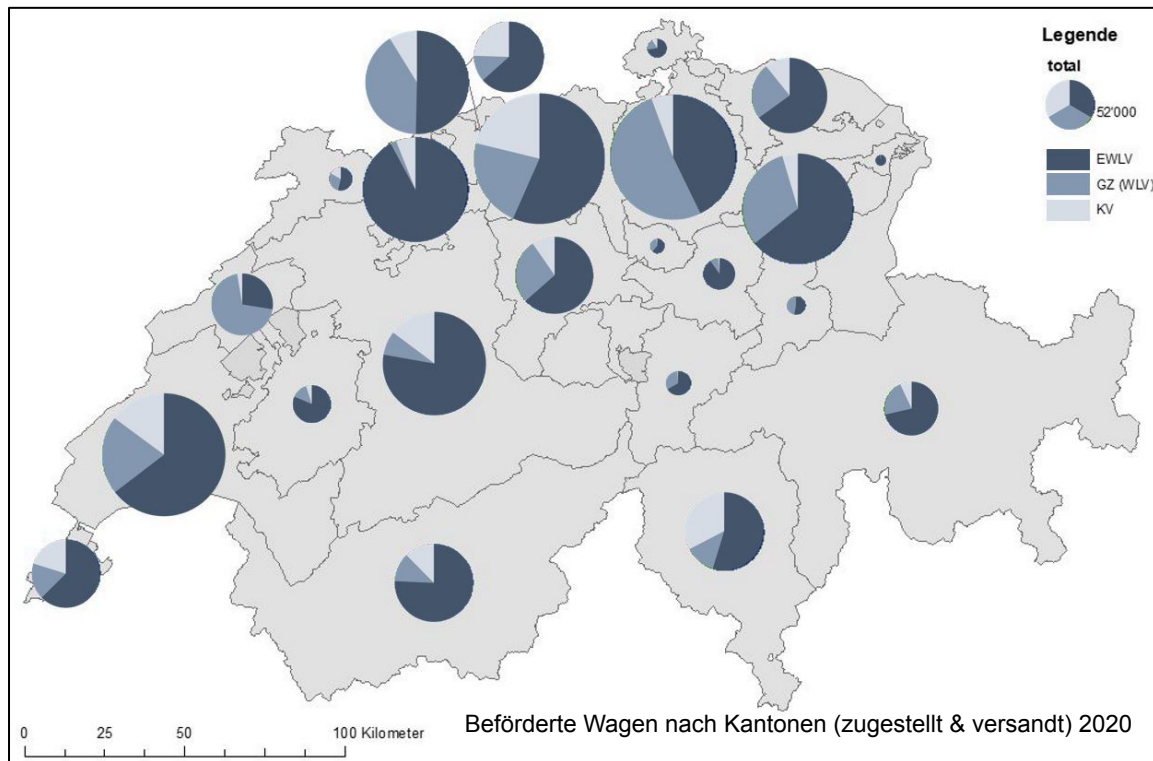 Legende
total
52'000
EWLV
GZ (WLV)
KV
0 25 50 100 Kilometer
Beförderte Wagen nach Kantonen (zugestellt & versandt) 2020